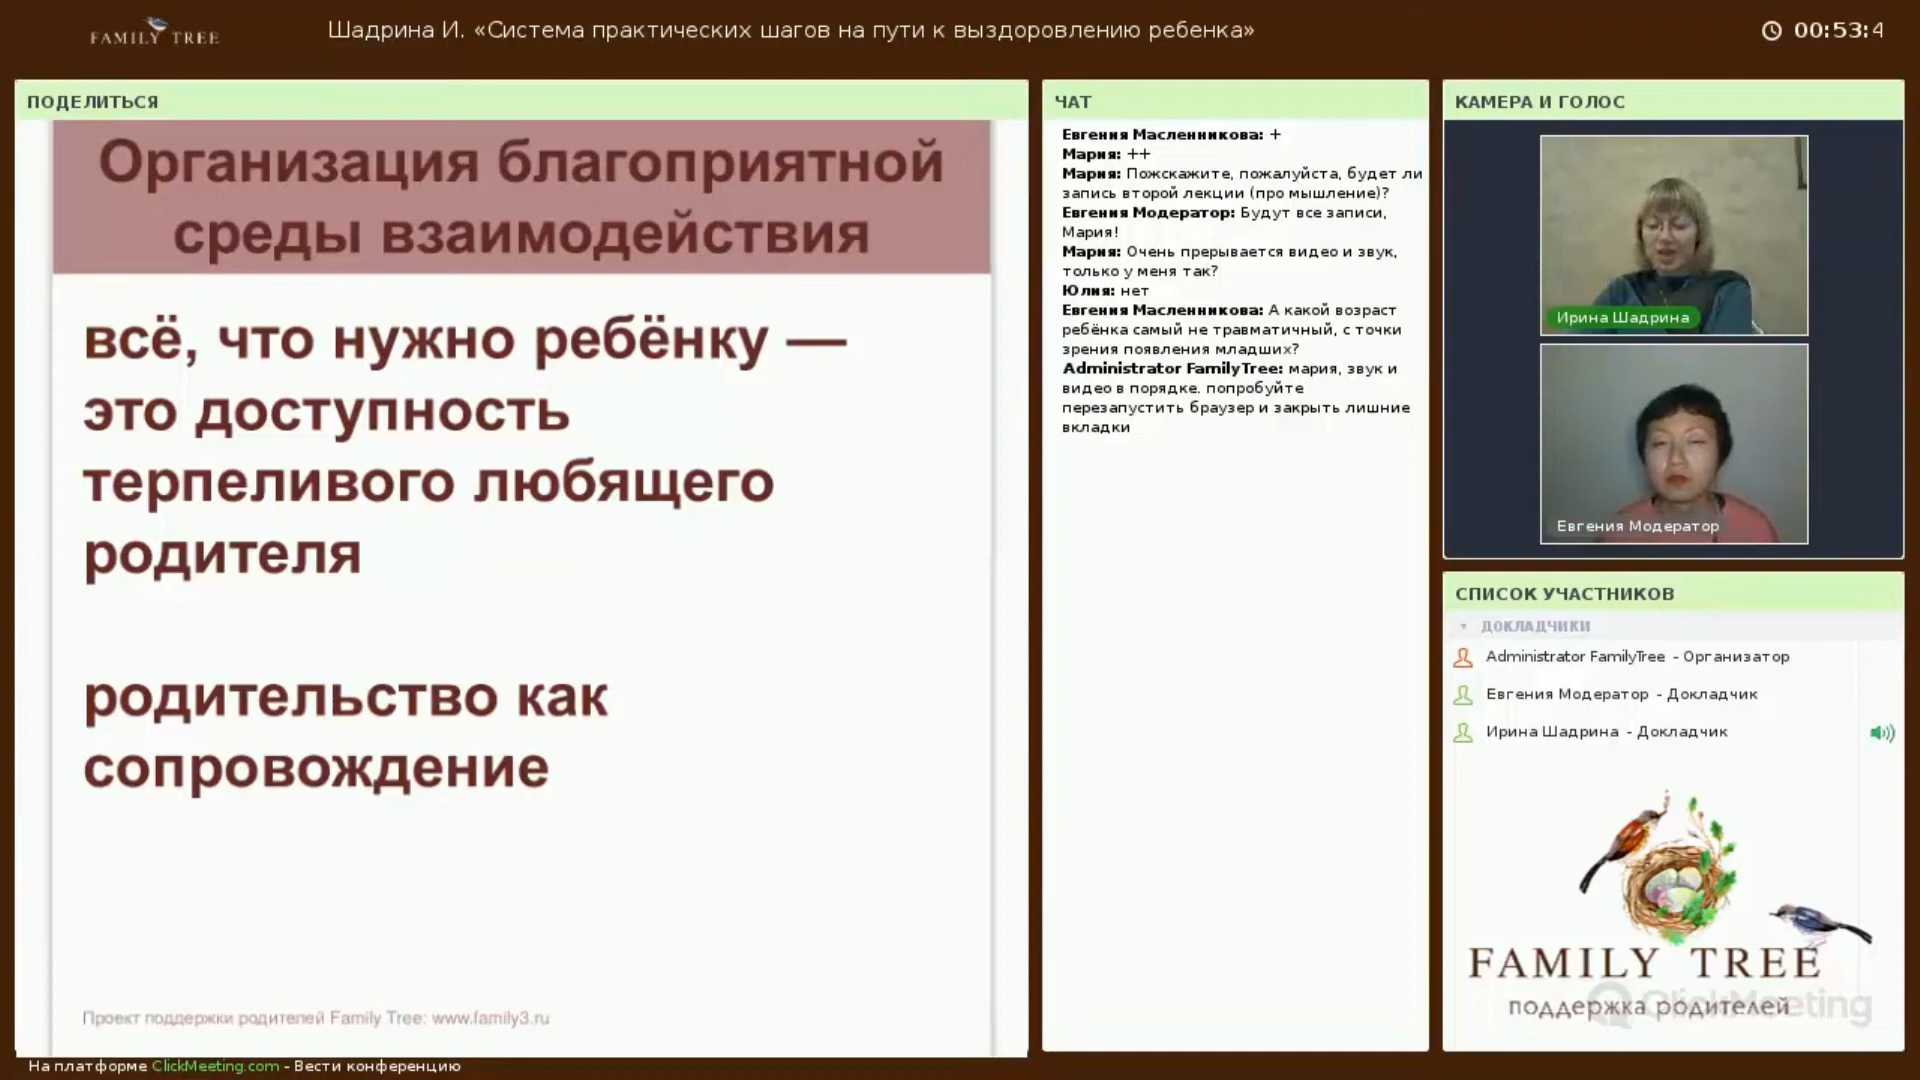 FAMILY TREE
Шадрина И. «Система практических шагов на пути к выздоровлению ребенка»
00:53:4
ПОДЕЛИТЬСЯ
Организация благоприятной
среды взаимодействия
всё, что нужно ребёнку —
это доступность
терпеливого любящего
родителя
родительство как
сопровождение
Проект поддержки родителей Family Tree: www.family3.ru
ЧАТ
Евгения Масленникова: +
Мария: ++
Мария: Пожскажите, пожалуйста, будет ли
запись второй лекции (про мышление)?
Евгения Модератор: Будут все записи,
Мария!
Мария: Очень прерывается видео и звук,
только у меня так?
Юлия: нет
Евгения Масленникова: А какой возраст
ребёнка самый не травматичный, с точки
зрения появления младших?
Administrator FamilyTree: мария, звук и
видео в порядке. попробуйте
перезапустить браузер и закрыть лишние
вкладки
КАМЕРА И ГОЛОС
Ирина Шадрина
Евгения Модератор
СПИСОК УЧАСТНИКОВ
ДОКЛАДЧИКИ
Administrator FamilyTree - Организатор
Евгения Модератор - Докладчик
Ирина Шадрина - Докладчик
FAMILY TREE
поддержка родителей
ClickMeeting
На платформе ClickMeeting.com - Вести конференцию